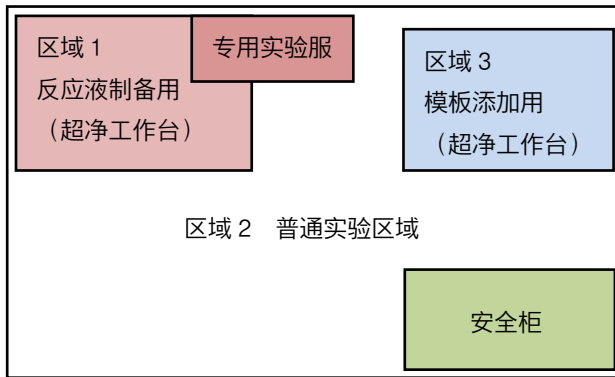 区域 1
反应液制备用
（超净工作台）
专用实验服
区域 3
模板添加用
（超净工作台）
区域 2　普通实验区域
安全柜